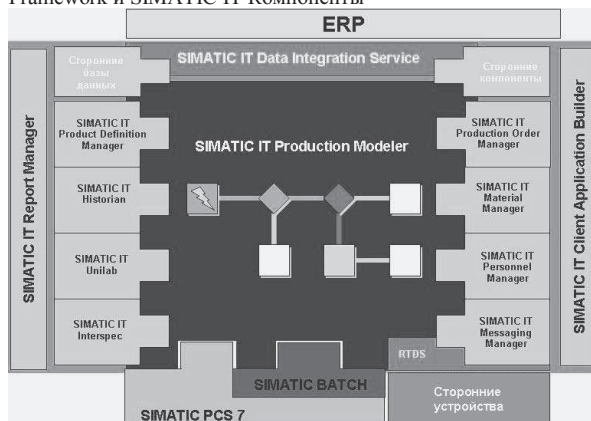 Framework и SIMATIC IT Компоненты
ERP
SIMATIC IT Data Integration Service
Сторонние
базы
данных
Сторонние
компоненты
SIMATIC IT Report Manager
SIMATIC IT
Product Definition
Manager
SIMATIC IT
Historian
SIMATIC IT
Unilab
SIMATIC IT
Interspec
SIMATIC IT Production Modeler
SIMATIC IT
Production Order
Manager
SIMATIC IT
Material
Manager
SIMATIC IT
Personnel
Manager
SIMATIC IT
Messaging
Manager
SIMATIC IT Client Application Builder
RTDS
SIMATIC BATCH
SIMATIC PCS 7
Сторонние
устройства